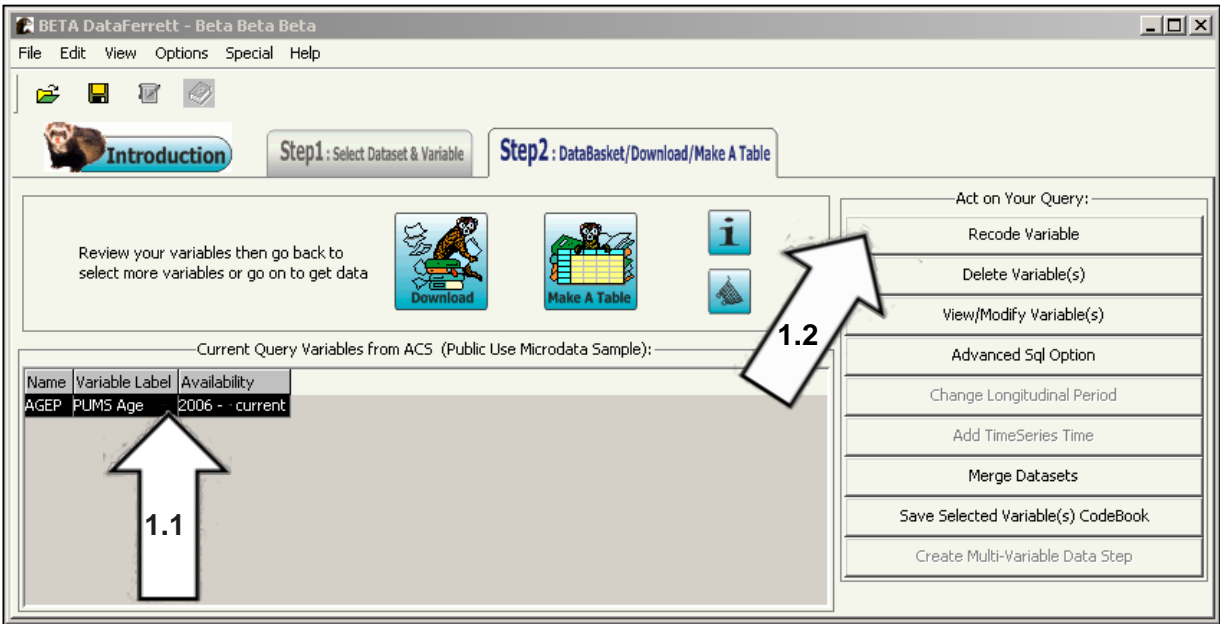 BETA DataFerrett - Beta Beta Beta
File Edit View Options Special Help
Introduction
Step1 : Select Dataset & Variable
Step2 : DataBasket/Download/Make A Table
Review your variables then go back to
select more variables or go on to get data
Download
Make A Table
i
Act on Your Query:
Recode Variable
Delete Variable(s)
View/Modify Variable(s)
Advanced Sql Option
Change Longitudinal Period
Add TimeSeries Time
Merge Datasets
Save Selected Variable(s) CodeBook
Create Multi-Variable Data Step
1.2
Current Query Variables from ACS (Public Use Microdata Sample):
Name Variable Label Availability
AGEP PUMS Age 2006 - current
1.1